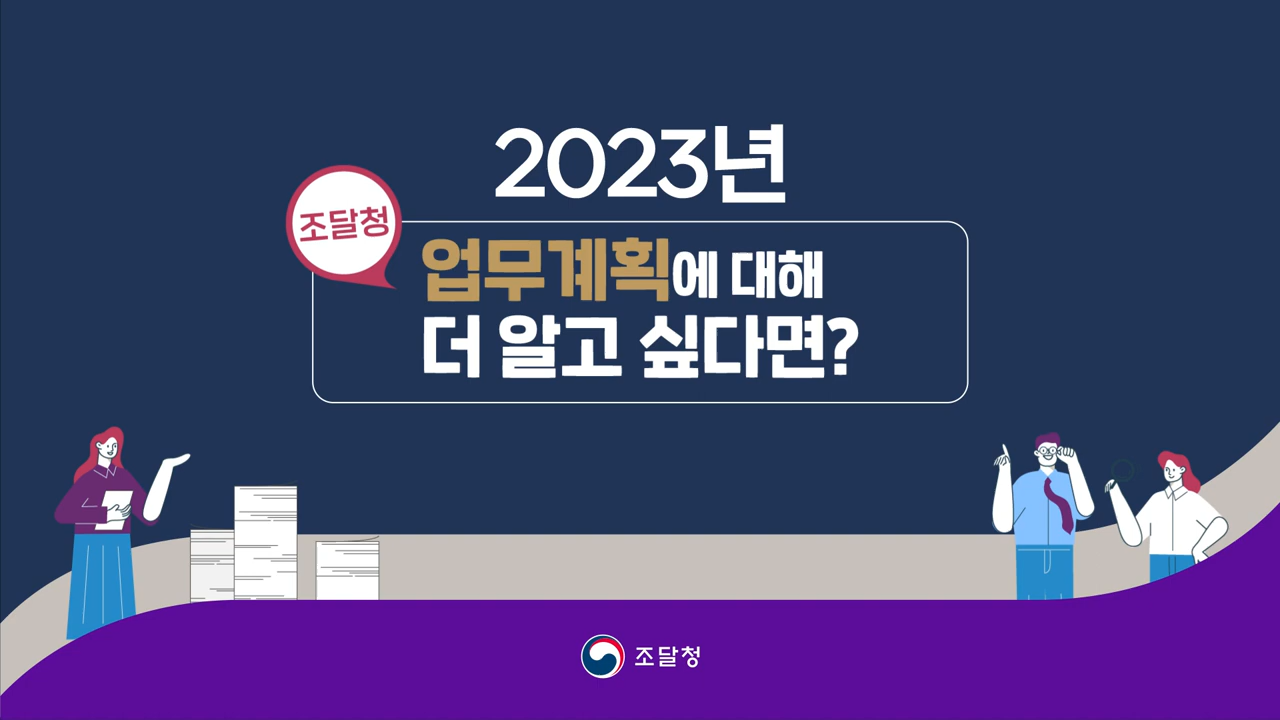 2023년
조달청
업무계획에 대해
더 알고 싶다면?
조달청